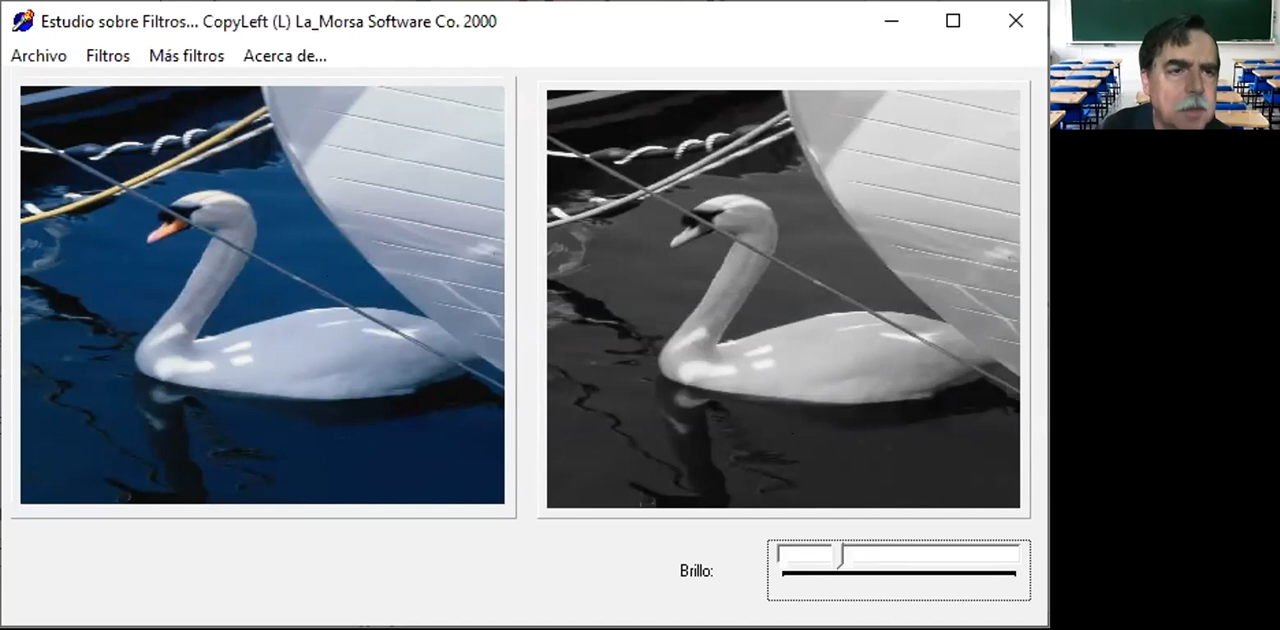 Estudio sobre Filtros... CopyLeft (L) La_Morsa Software Co. 2000
Archivo Filtros Más filtros Acerca de...
Brillo: